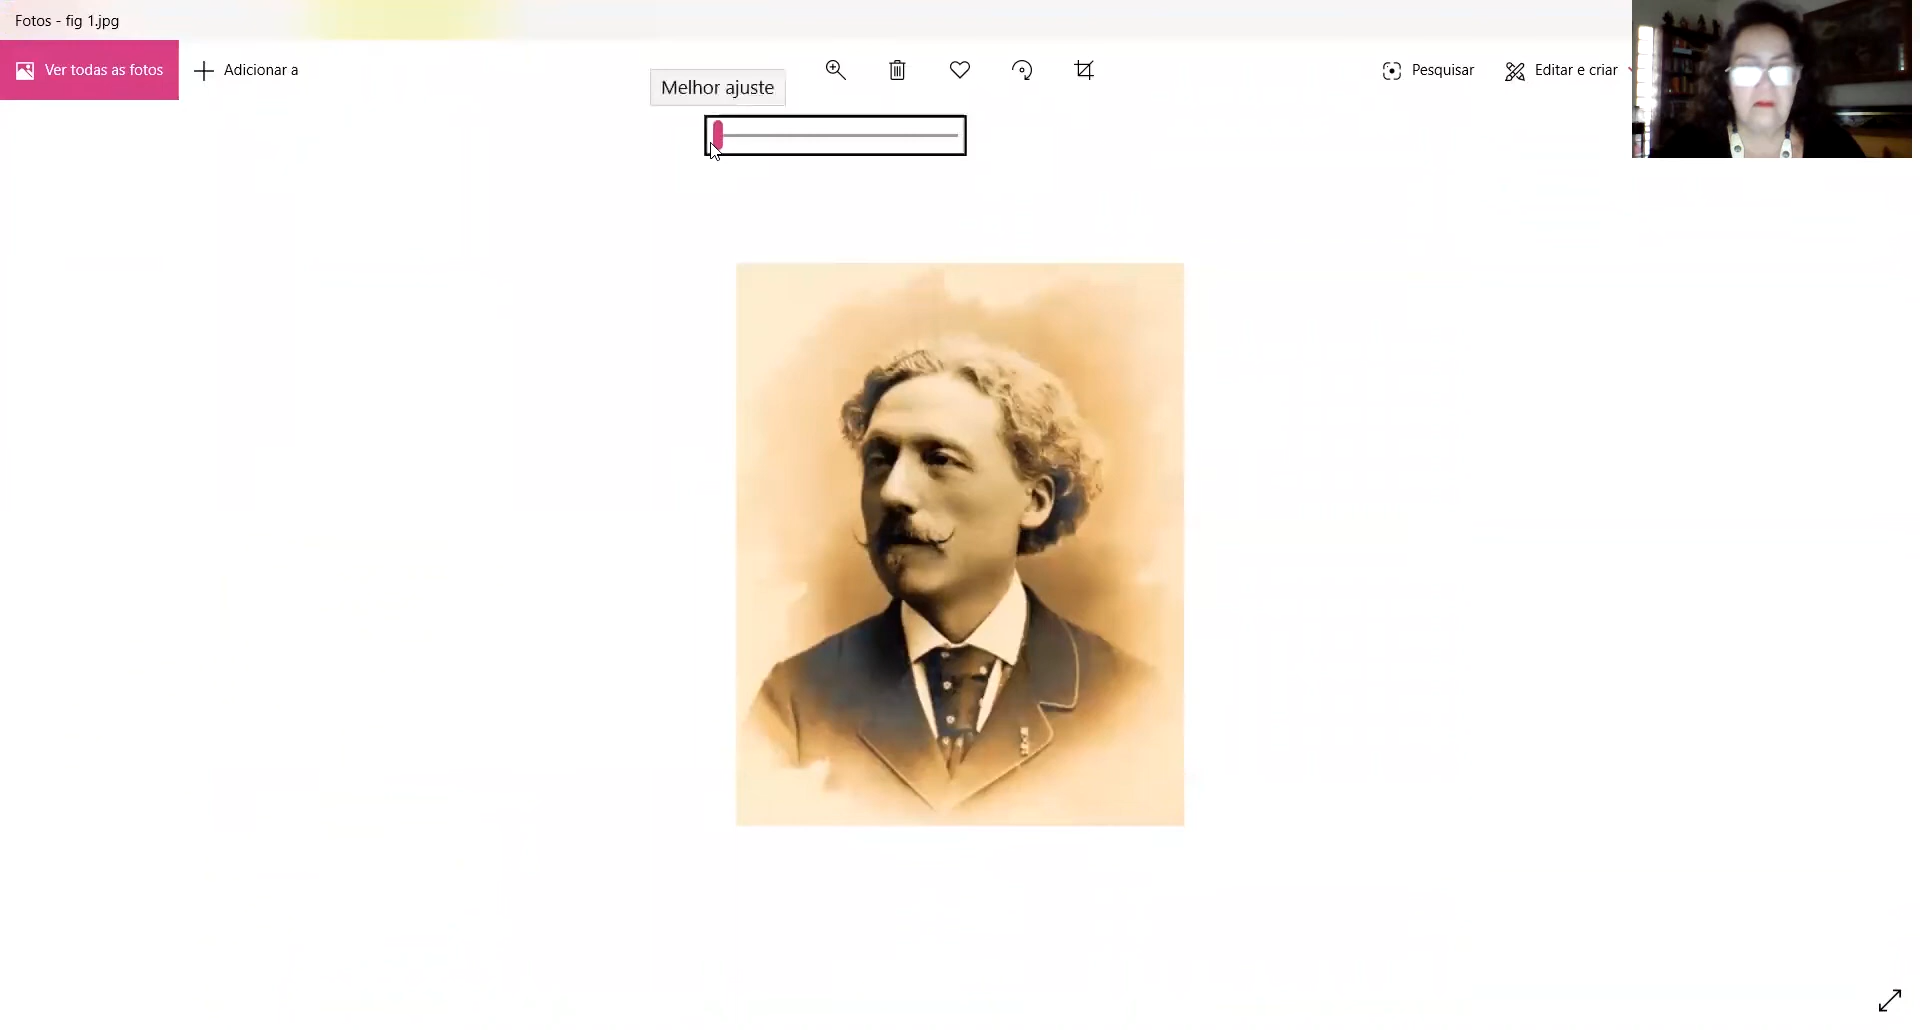 Fotos - fig 1.jpg
Ver todas as fotos
Adicionar a
Melhor ajuste
Pesquisar
Editar e criar